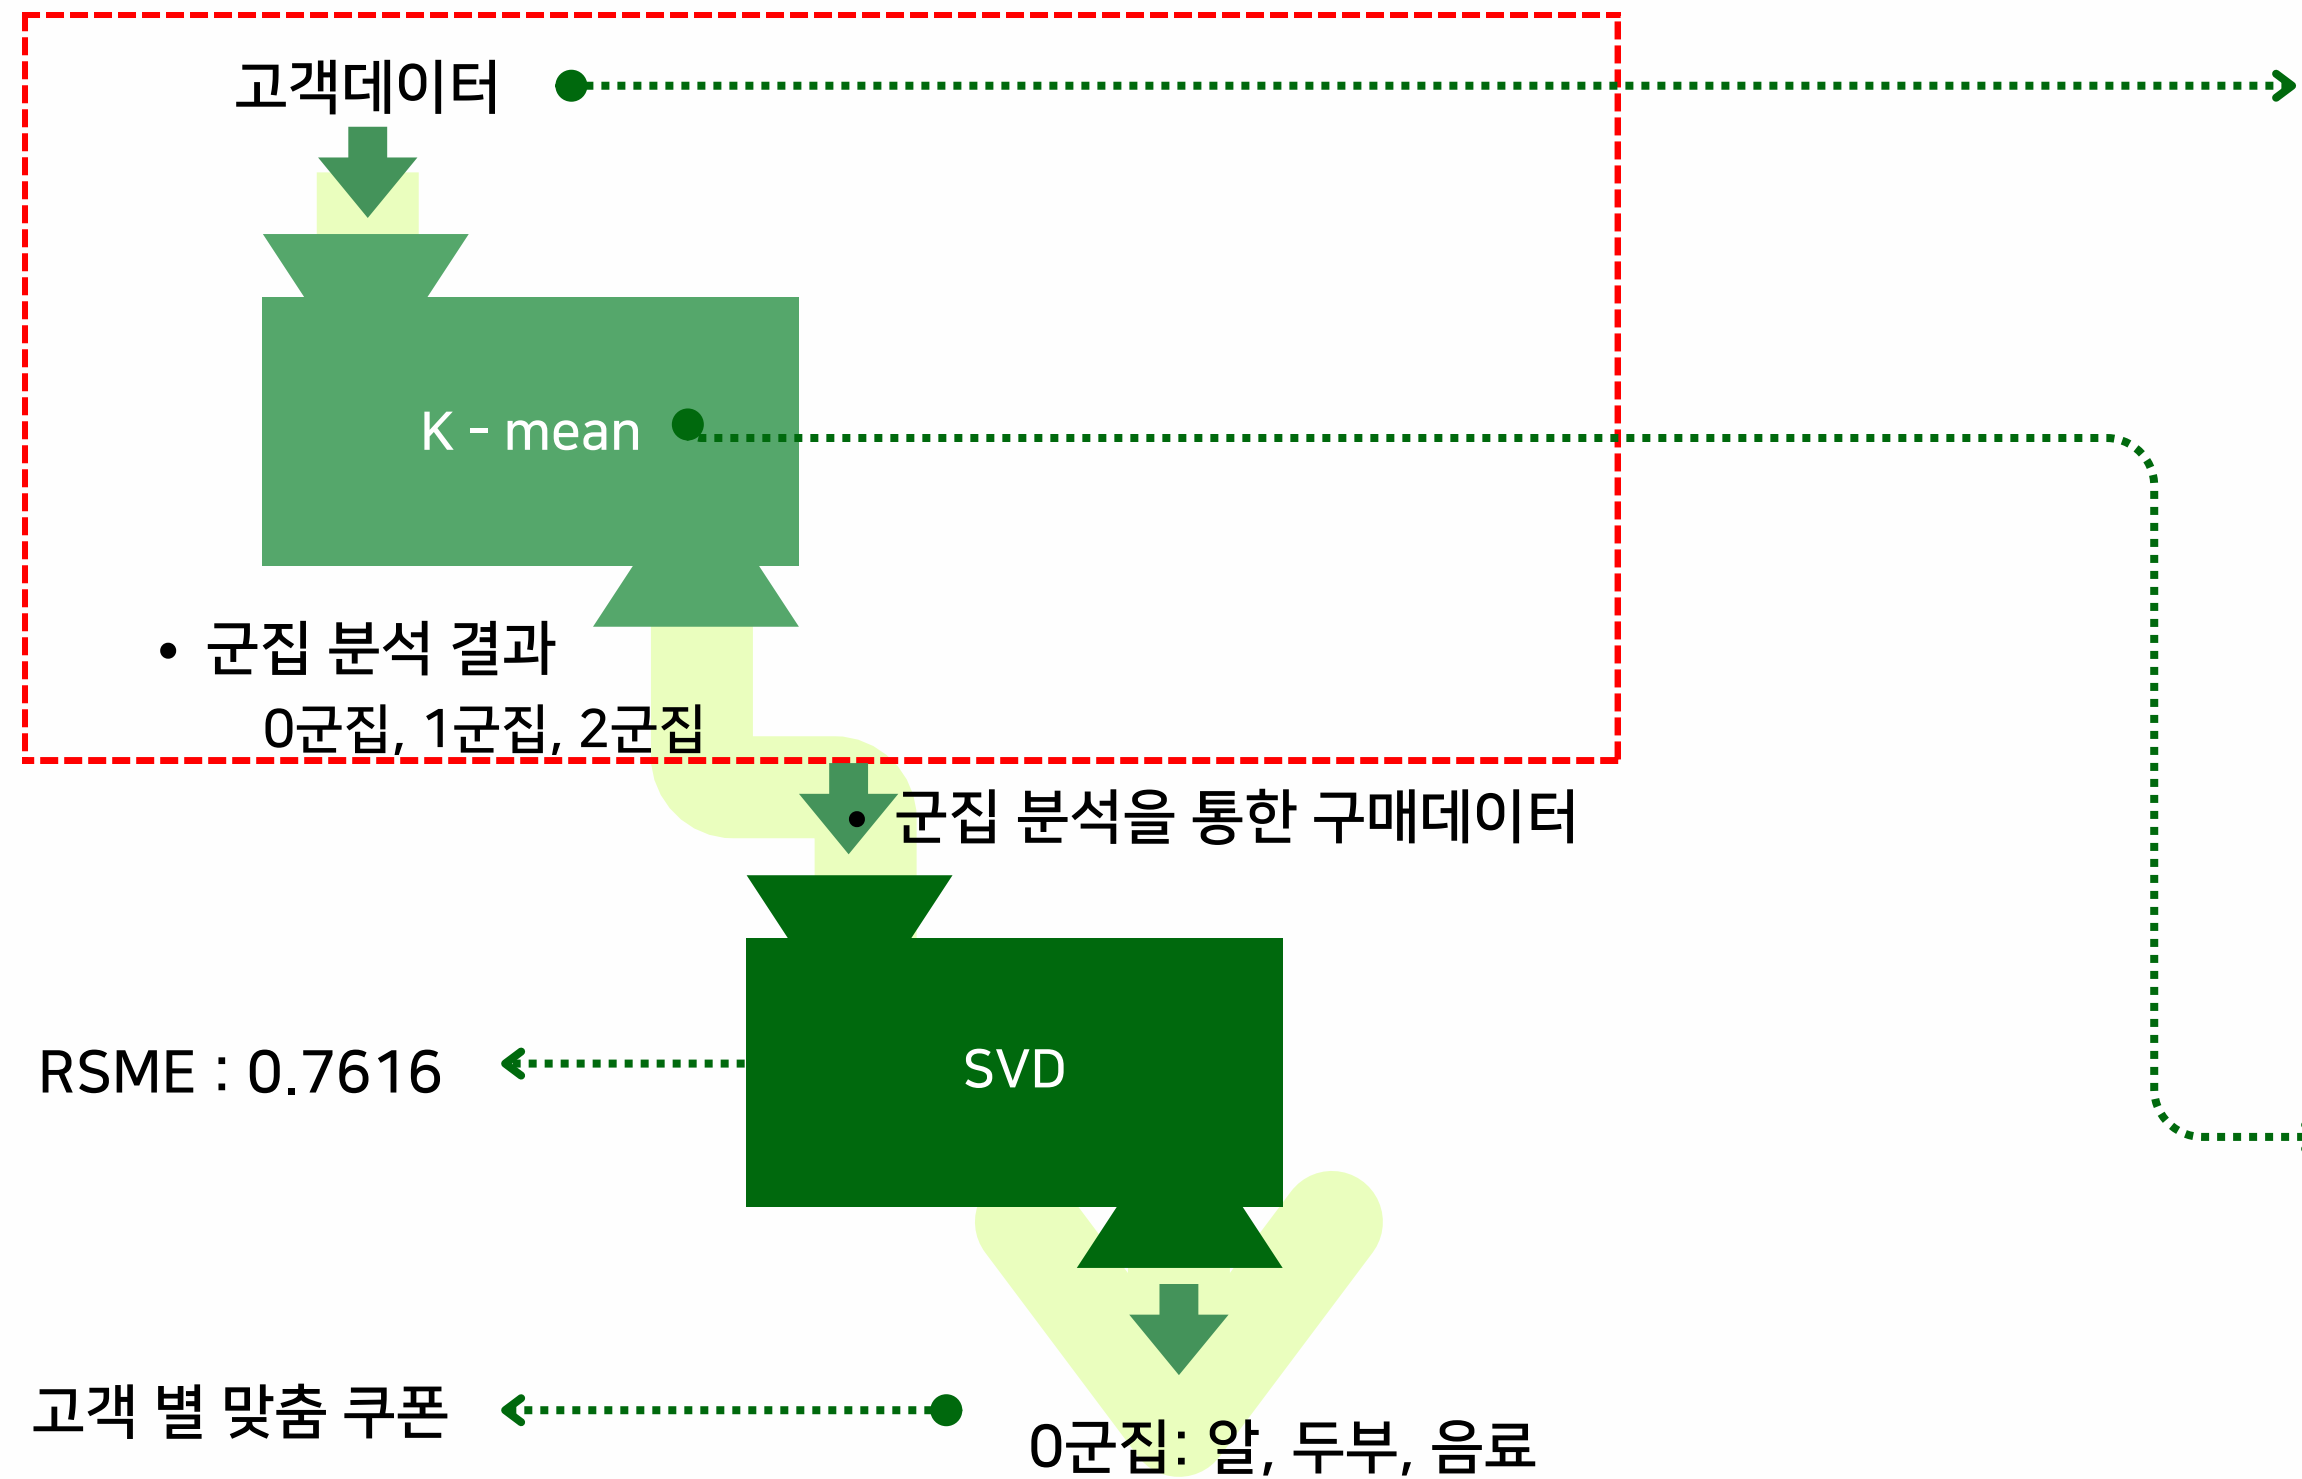 고객데이터
K - mean
• 군집 분석 결과
0군집, 1군집, 2군집
• 군집 분석을 통한 구매데이터
RSME : 0.7616
SVD
고객 별 맞춤 쿠폰
0군집: 알, 두부, 음료